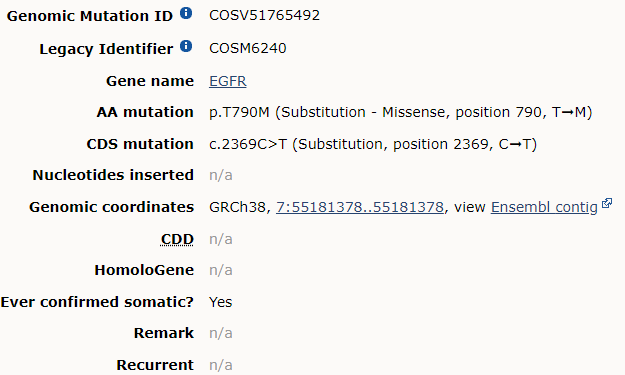 Genomic Mutation ID COSV51765492
Legacy Identifier COSM6240
Gene name EGFR
AA mutation p.T790M (Substitution - Missense, position 790, T➞M)
CDS mutation c.2369C>T (Substitution, position 2369, C➞T)
Nucleotides inserted n/a
Genomic coordinates GRCh38, 7:55181378..55181378, view Ensembl contig
CDD n/a
HomoloGene n/a
Ever confirmed somatic? Yes
Remark n/a
Recurrent n/a